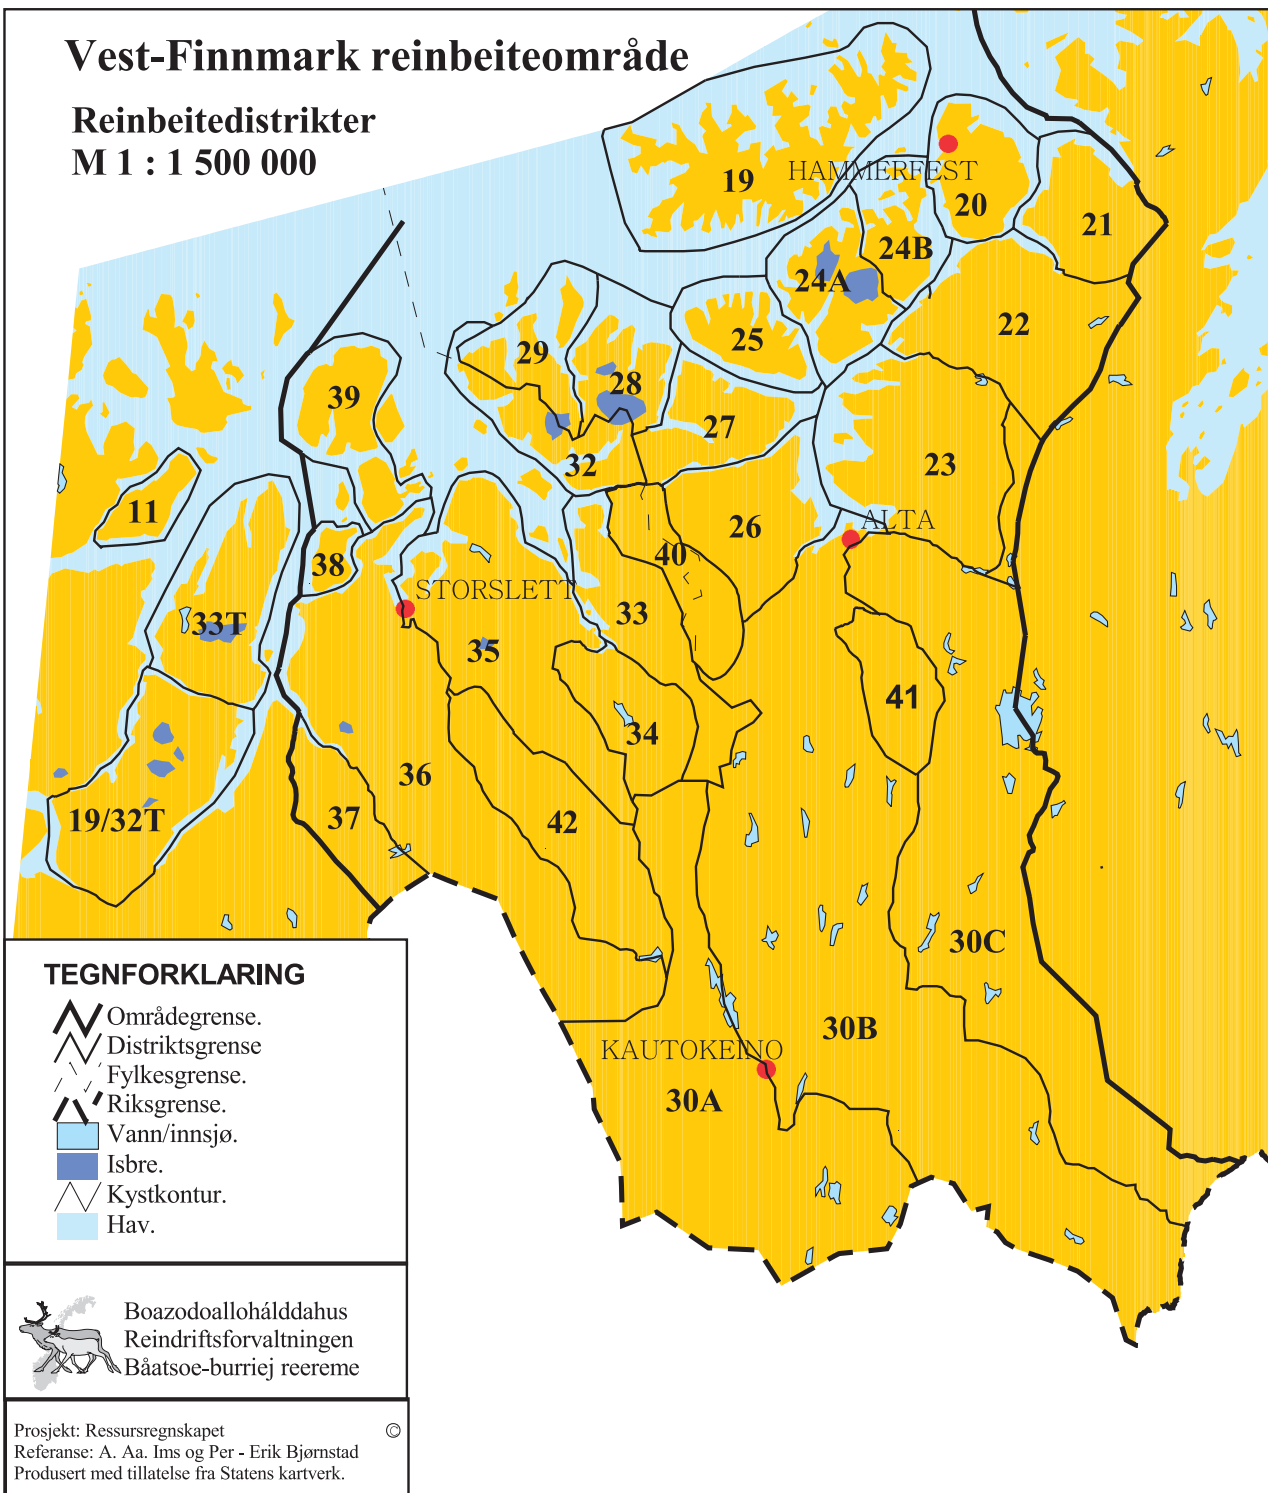 Vest-Finnmark reinbeiteområde
Reinbeitedistrikter
M 1 : 1 500 000
19
HAMMERFEST
20
21
24B
24A
22
25
29
28
39
27
23
32
11
26
ALTA
40
38
STORSLETT
33
33T
35
41
34
36
37
42
19/32T
30C
30B
KAUTOKEINO
30A
TEGNFORKLARING
Områdegrense.
Distriktsgrense
Fylkesgrense.
Riksgrense.
Vann/innsjø.
Isbre.
Kystkontur.
Hav.
Boazodoallohálddahus
Reindriftsforvaltningen
Båatsoe-burriej reereme
Prosjekt: Ressursregnskapet ©
Referanse: A. Aa. Ims og Per - Erik Bjørnstad
Produsert med tillatelse fra Statens kartverk.